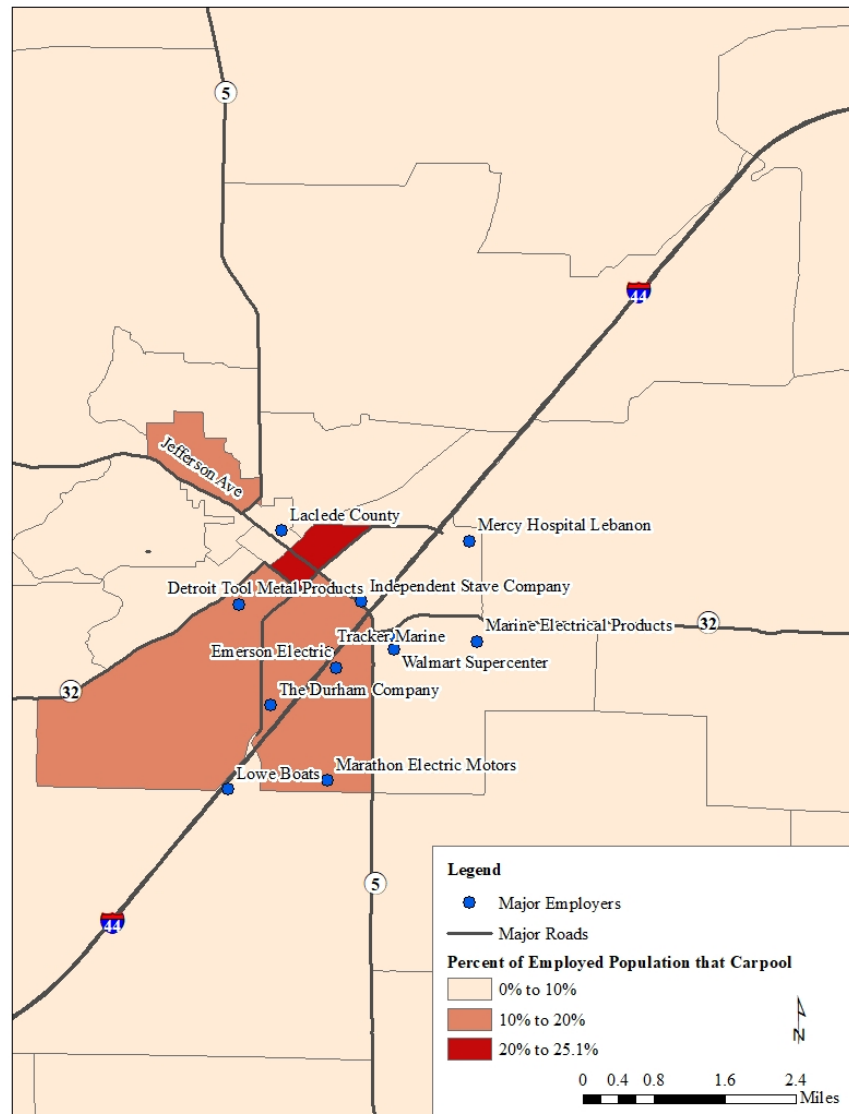 5
44
Jefferson Ave
Laclede County
Mercy Hospital Lebanon
Detroit Tool Metal Products
Independent Stave Company
Marine Electrical Products
32
Tracker Marine
Emerson Electric
Walmart Supercenter
32
The Durham Company
Lowe Boats
Marathon Electric Motors
5
44
Legend
Major Employers
Major Roads
Percent of Employed Population that Carpool
0% to 10%
10% to 20%
20% to 25.1%
N
0 0.4 0.8 1.6 2.4
Miles